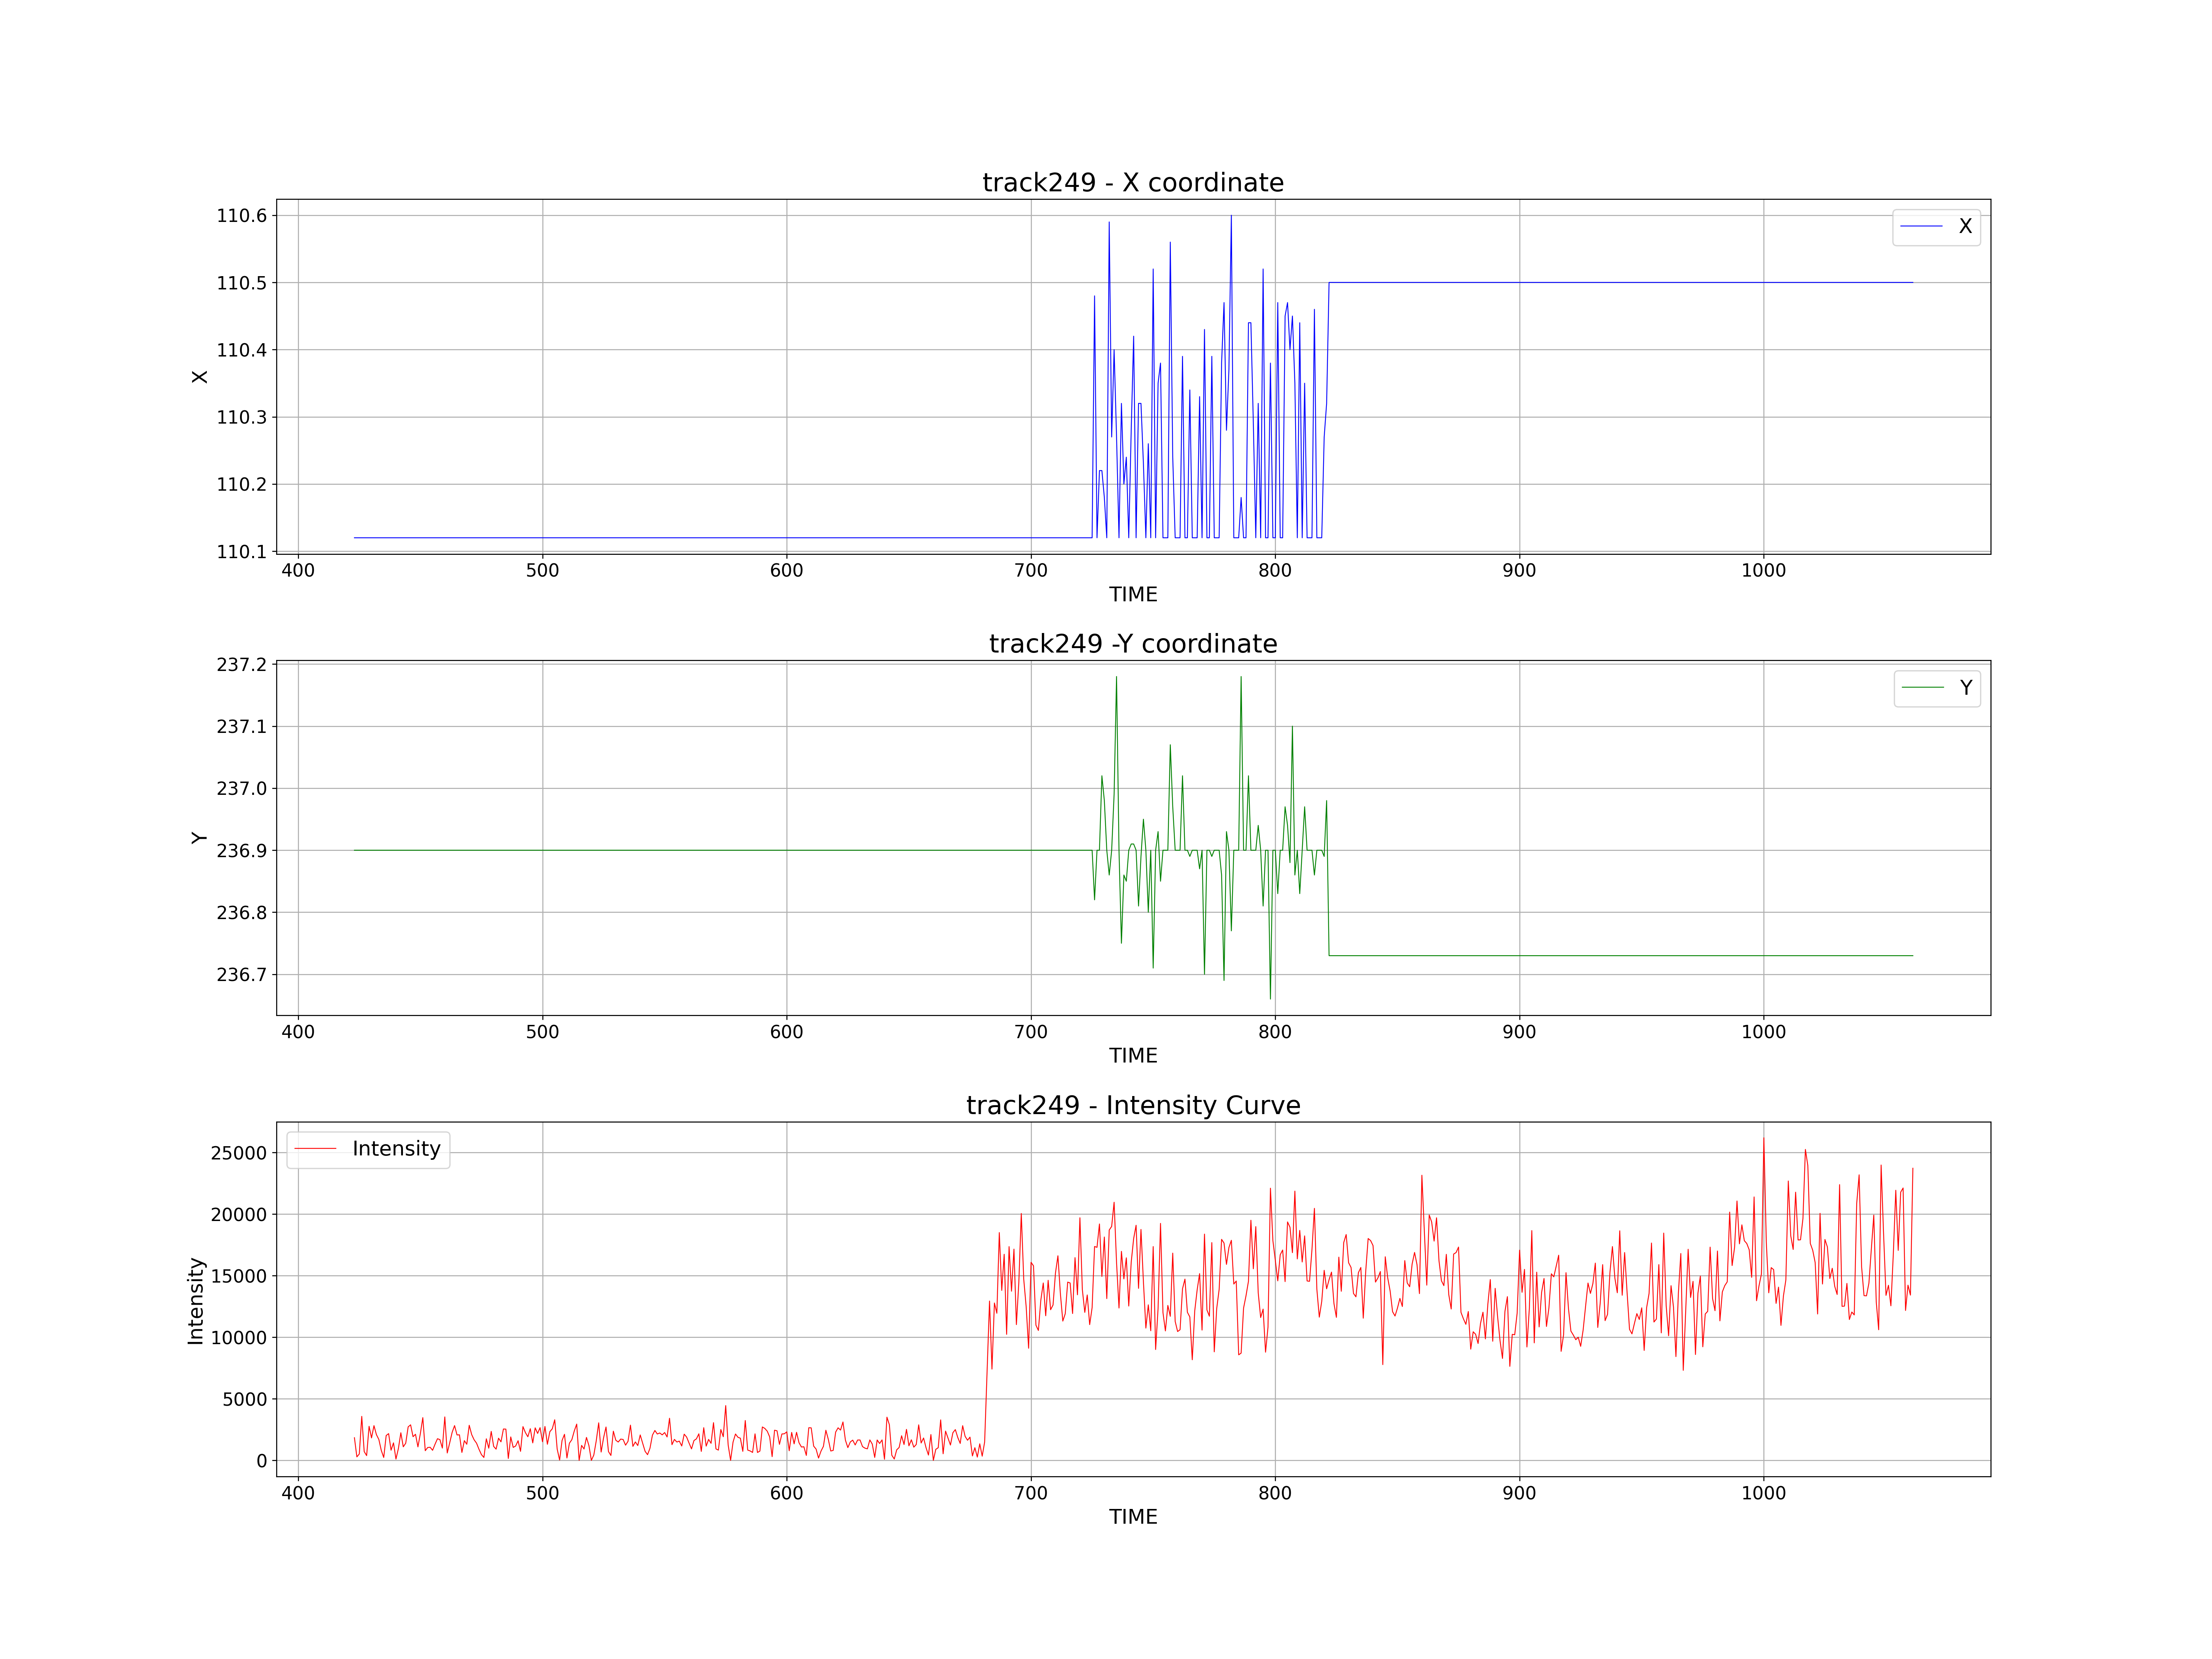 track249 - X coordinate
110.6
110.5
110.4
110.3
110.2
110.1
X
X
400 500 600 700 800 900 1000
TIME
track249 -Y coordinate
237.2
237.1
237.0
236.9
236.8
236.7
Y
Y
400 500 600 700 800 900 1000
TIME
track249 - Intensity Curve
25000
20000
15000
10000
5000
0
Intensity
Intensity
400 500 600 700 800 900 1000
TIME